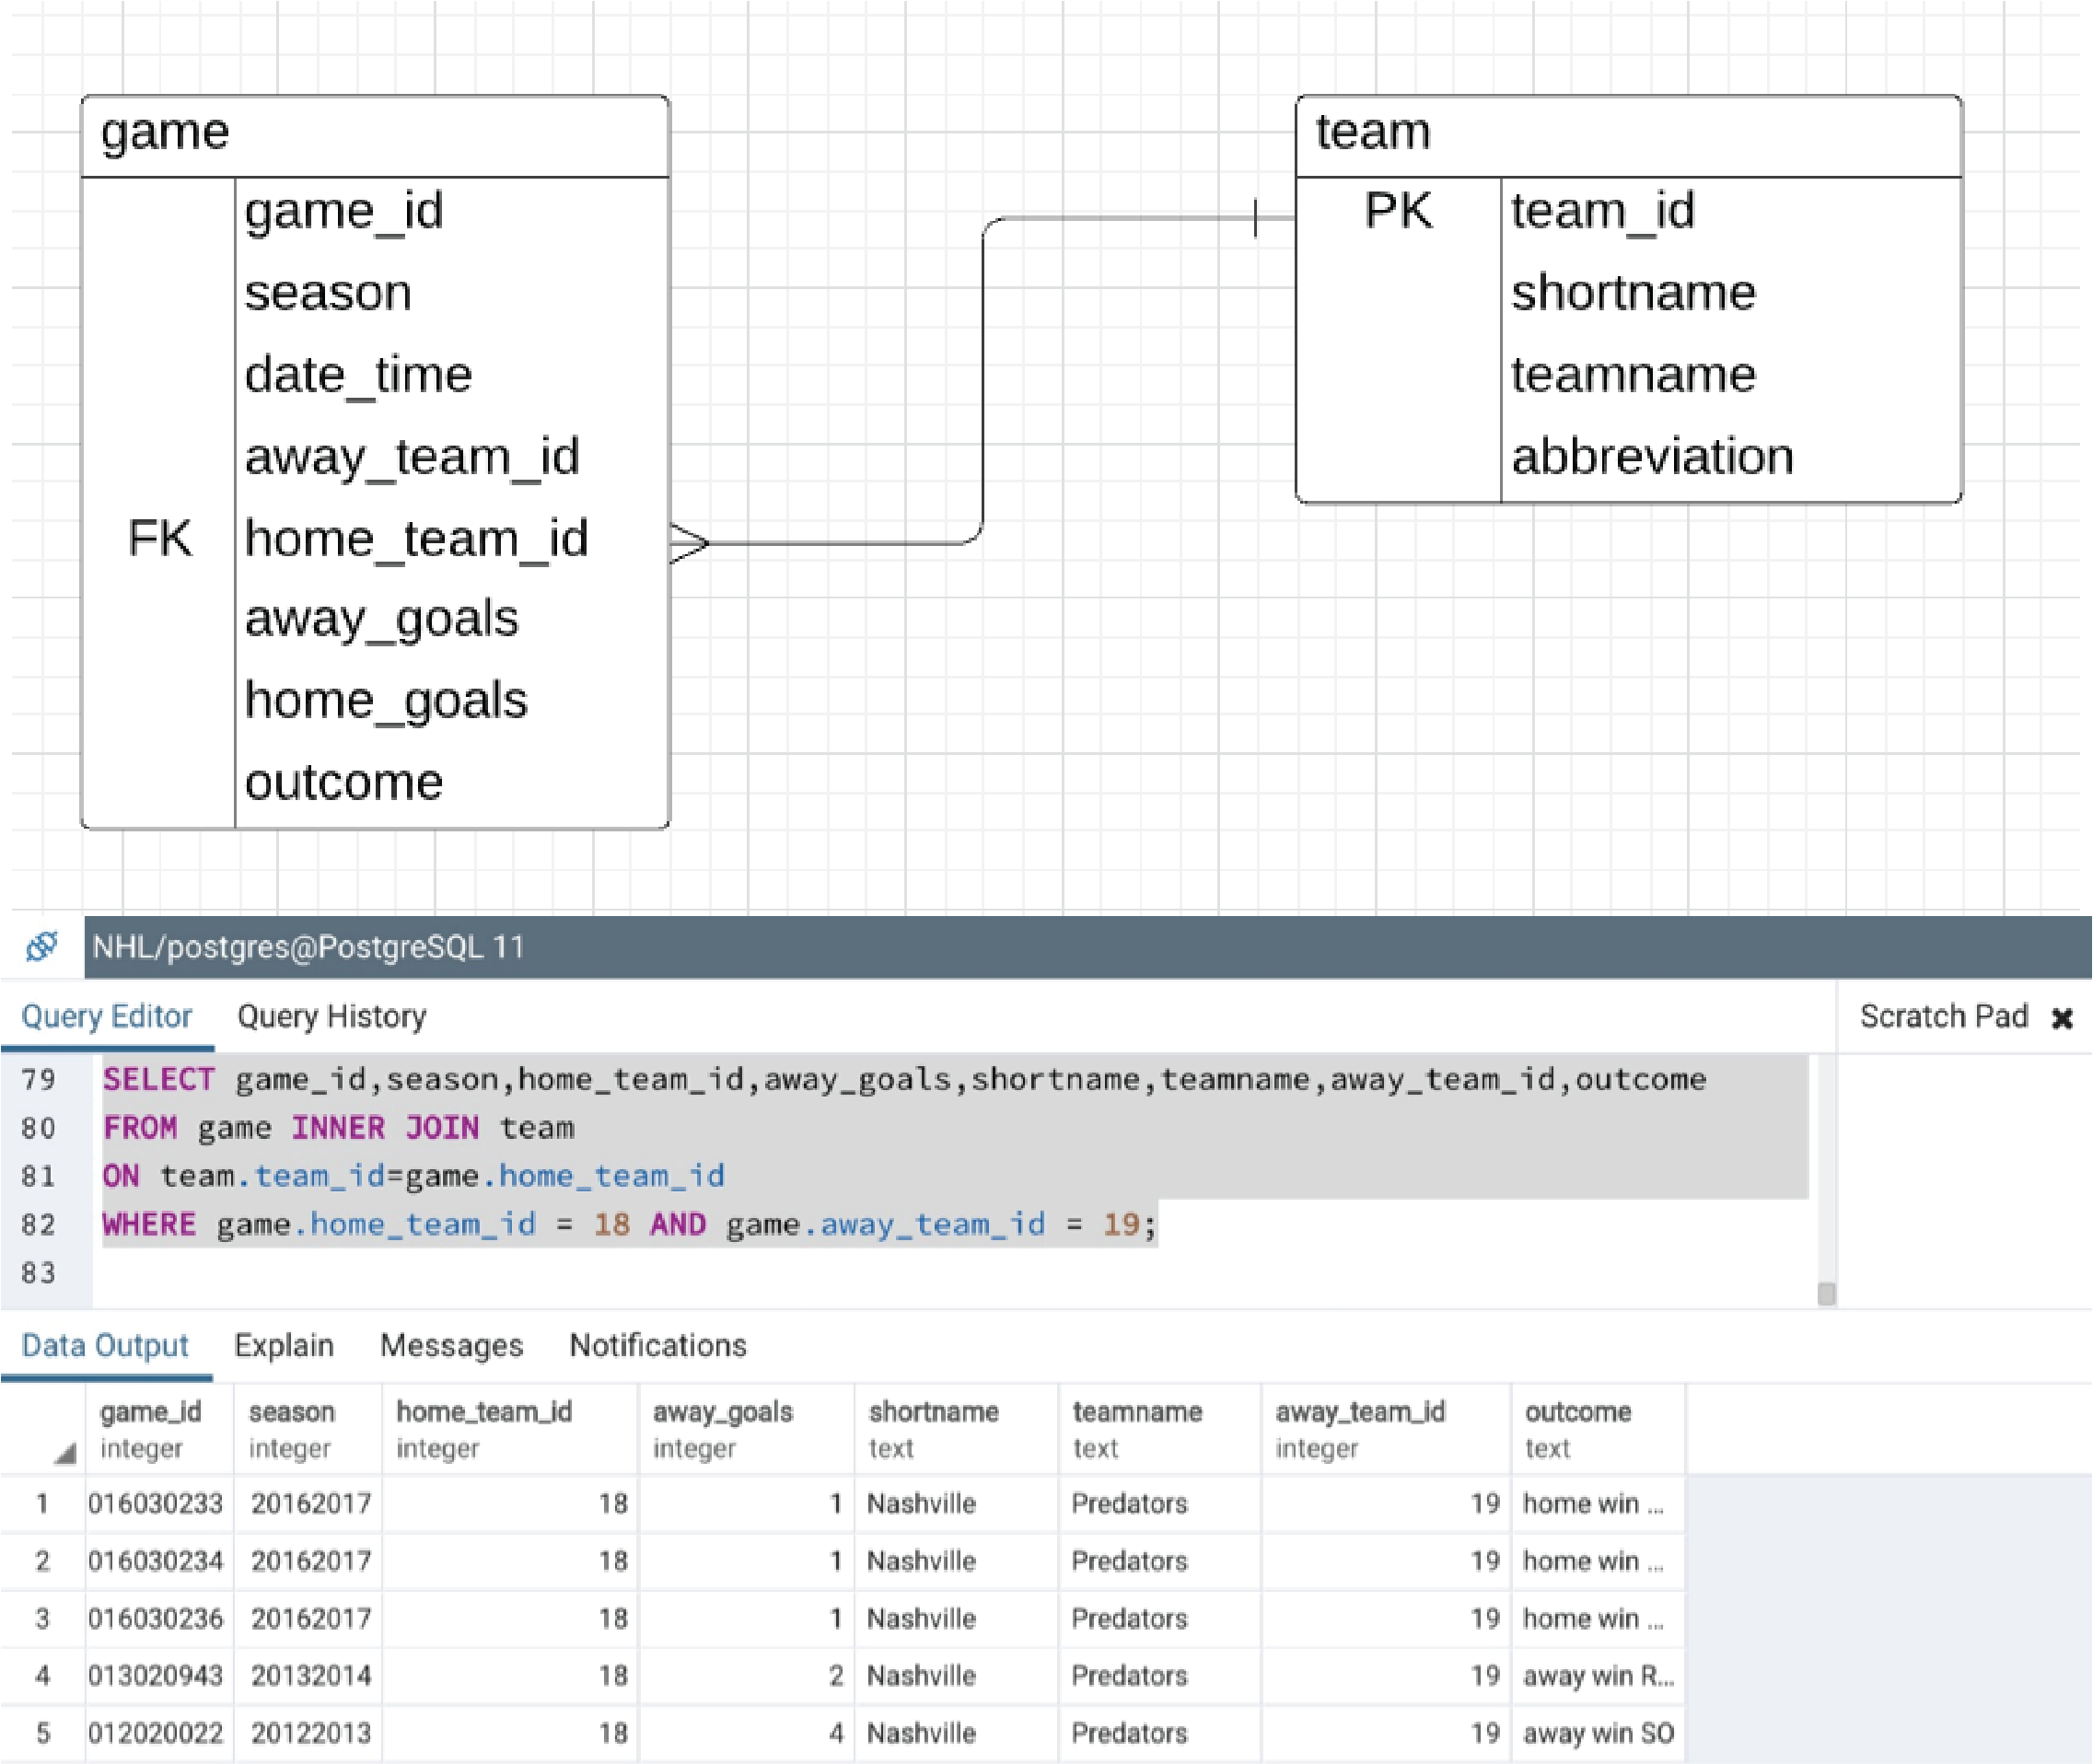 game
game_id
season
date_time
away_team_id
FK home_team_id
away_goals
home_goals
outcome
team
PK team_id
shortname
teamname
abbreviation
NHL/postgres@PostgreSQL 11
Query Editor Query History Scratch Pad ✖
79 SELECT game_id,season,home_team_id,away_goals,shortname,teamname,away_team_id,outcome
80 FROM game INNER JOIN team
81 ON team.team_id=game.home_team_id
82 WHERE game.home_team_id = 18 AND game.away_team_id = 19;
83
Data Output Explain Messages Notifications
game_id season home_team_id away_goals shortname teamname away_team_id outcome
integer integer integer integer text text integer text
1 016030233 20162017 18 1 Nashville Predators 19 home win ...
2 016030234 20162017 18 1 Nashville Predators 19 home win ...
3 016030236 20162017 18 1 Nashville Predators 19 home win ...
4 013020943 20132014 18 2 Nashville Predators 19 away win R...
5 012020022 20122013 18 4 Nashville Predators 19 away win SO